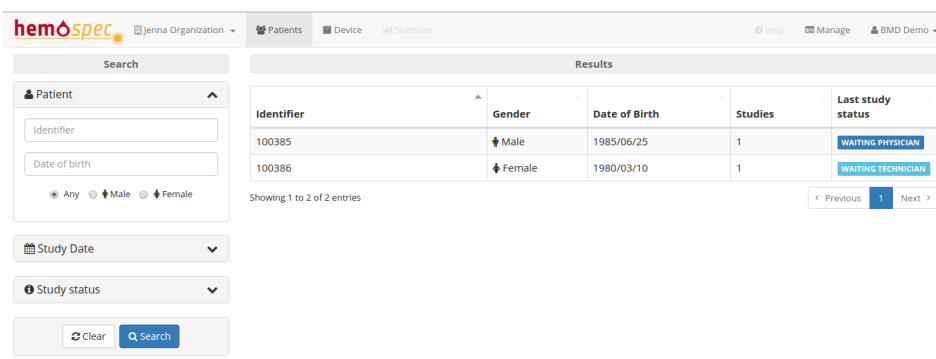 hemospec Jenna Organization Patients Device Statistics Help Manage BMD Demo
Search
Patient
Identifier
Date of birth
Any Male Female
Study Date
Study status
Clear Search
Results
Identifier Gender Date of Birth Studies Last study status
100385 Male 1985/06/25 1 WAITING PHYSICIAN
100386 Female 1980/03/10 1 WAITING TECHNICIAN
Showing 1 to 2 of 2 entries
Previous 1 Next